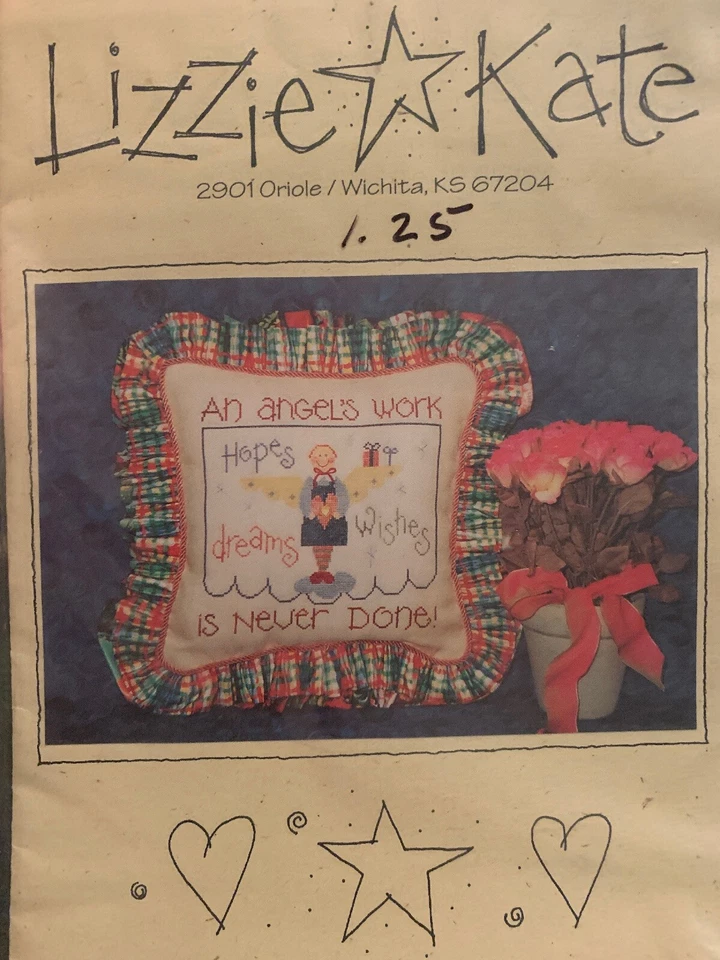 Lizzie Kate
2901 Oriole / Wichita, KS 67204
1.25
An angel's work
Hopes
dreams
Wishes
is Never Done!